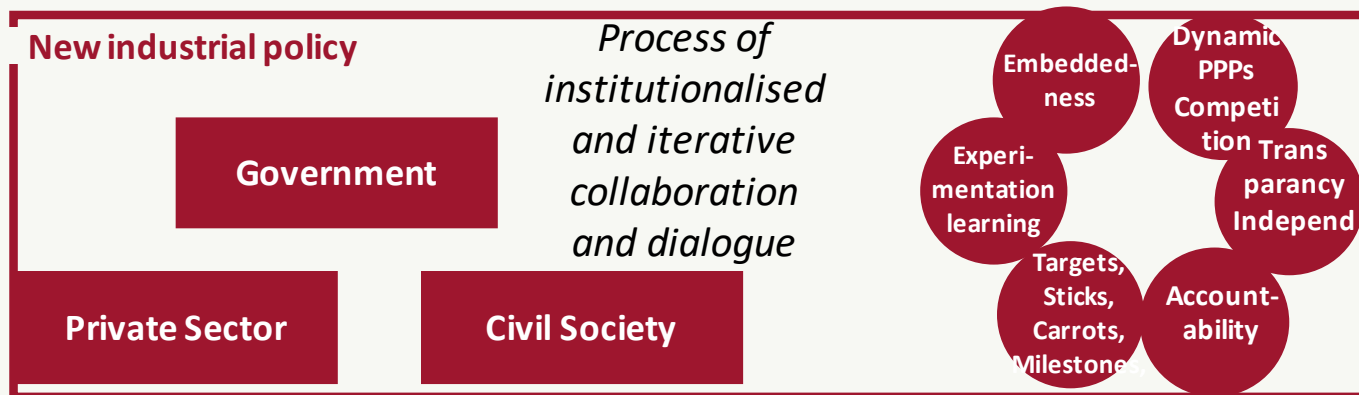 New industrial policy
Government
Private Sector
Civil Society
Process of
institutionalised
and iterative
collaboration
and dialogue
Embedded-
ness
Dynamic
PPPs
Competi
tion
Trans
parancy
Independ
Account-
ability
Targets,
Sticks,
Carrots,
Milestones,
Experi-
mentation
learning